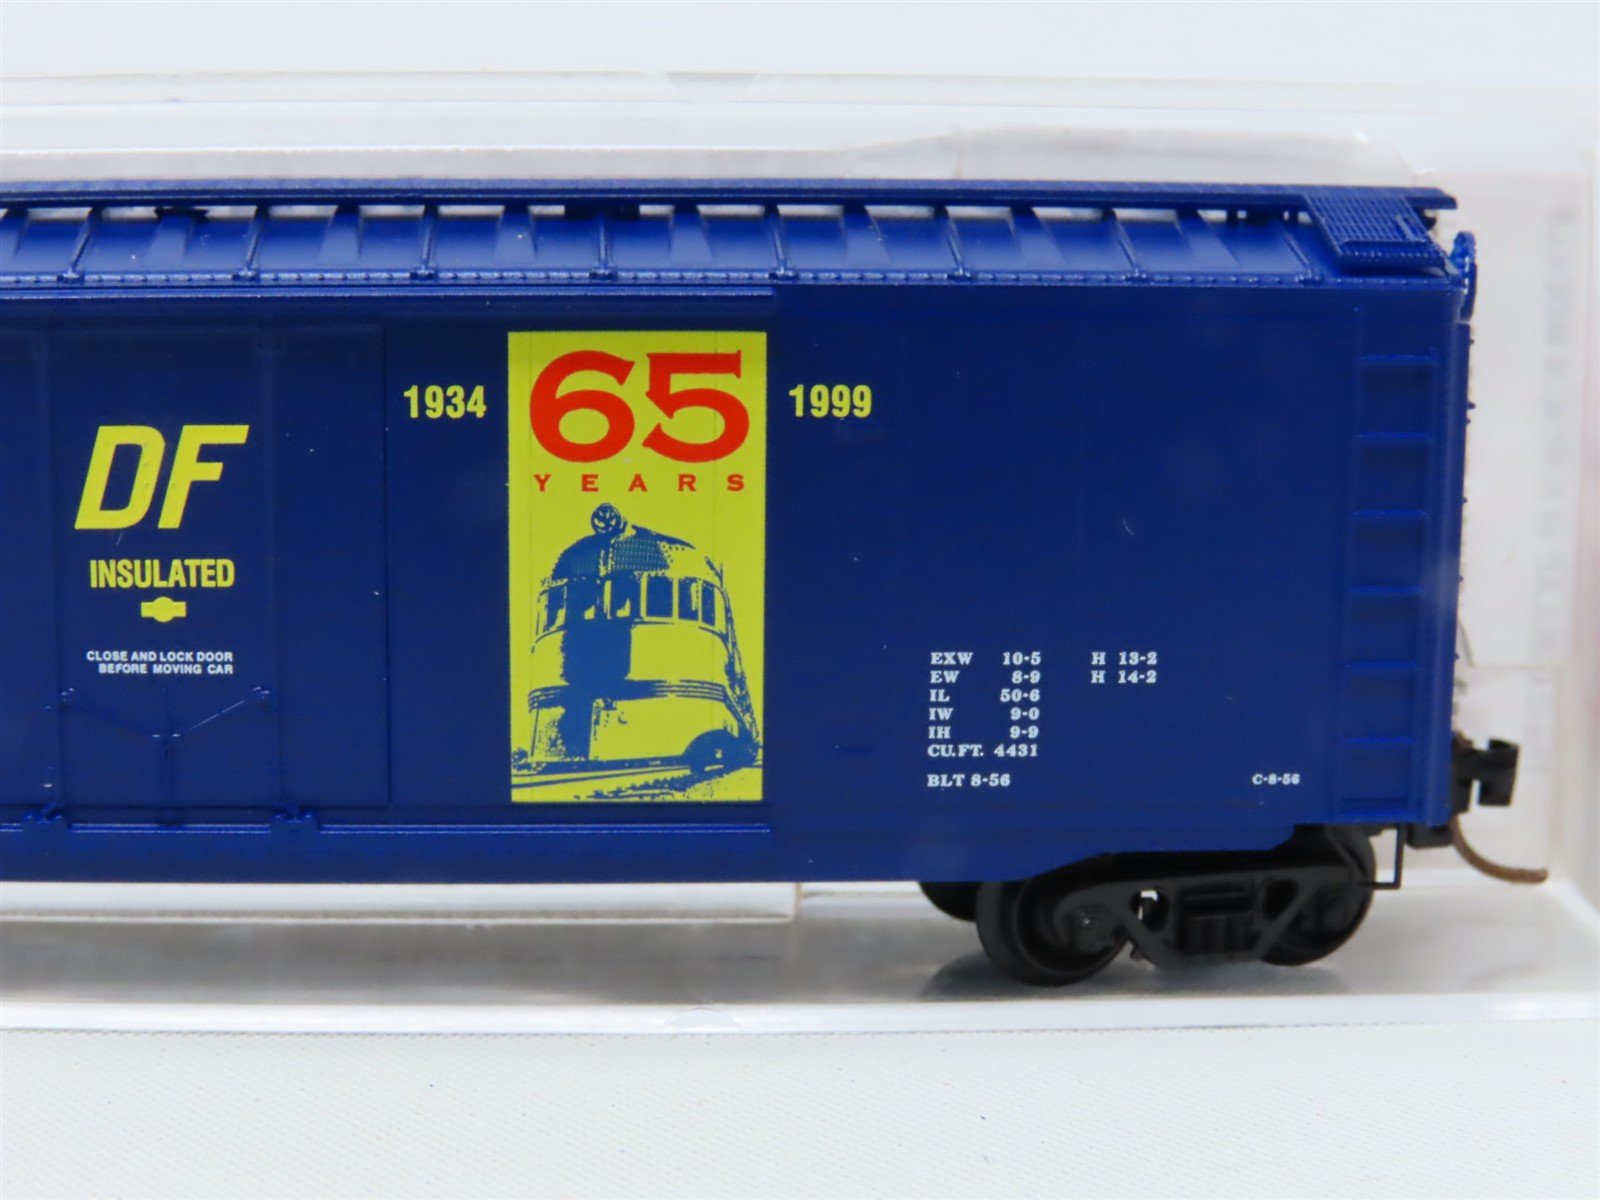 1934
65
YEARS
1999
DF
INSULATED
CLOSE AND LOCK DOOR
BEFORE MOVING CAR
EXW 10-5 H 13-2
EW 8-9 H 14-2
IL 50-6
IW 9-0
IH 9-9
CU.FT. 4431
BLT 8-56
C-8-56